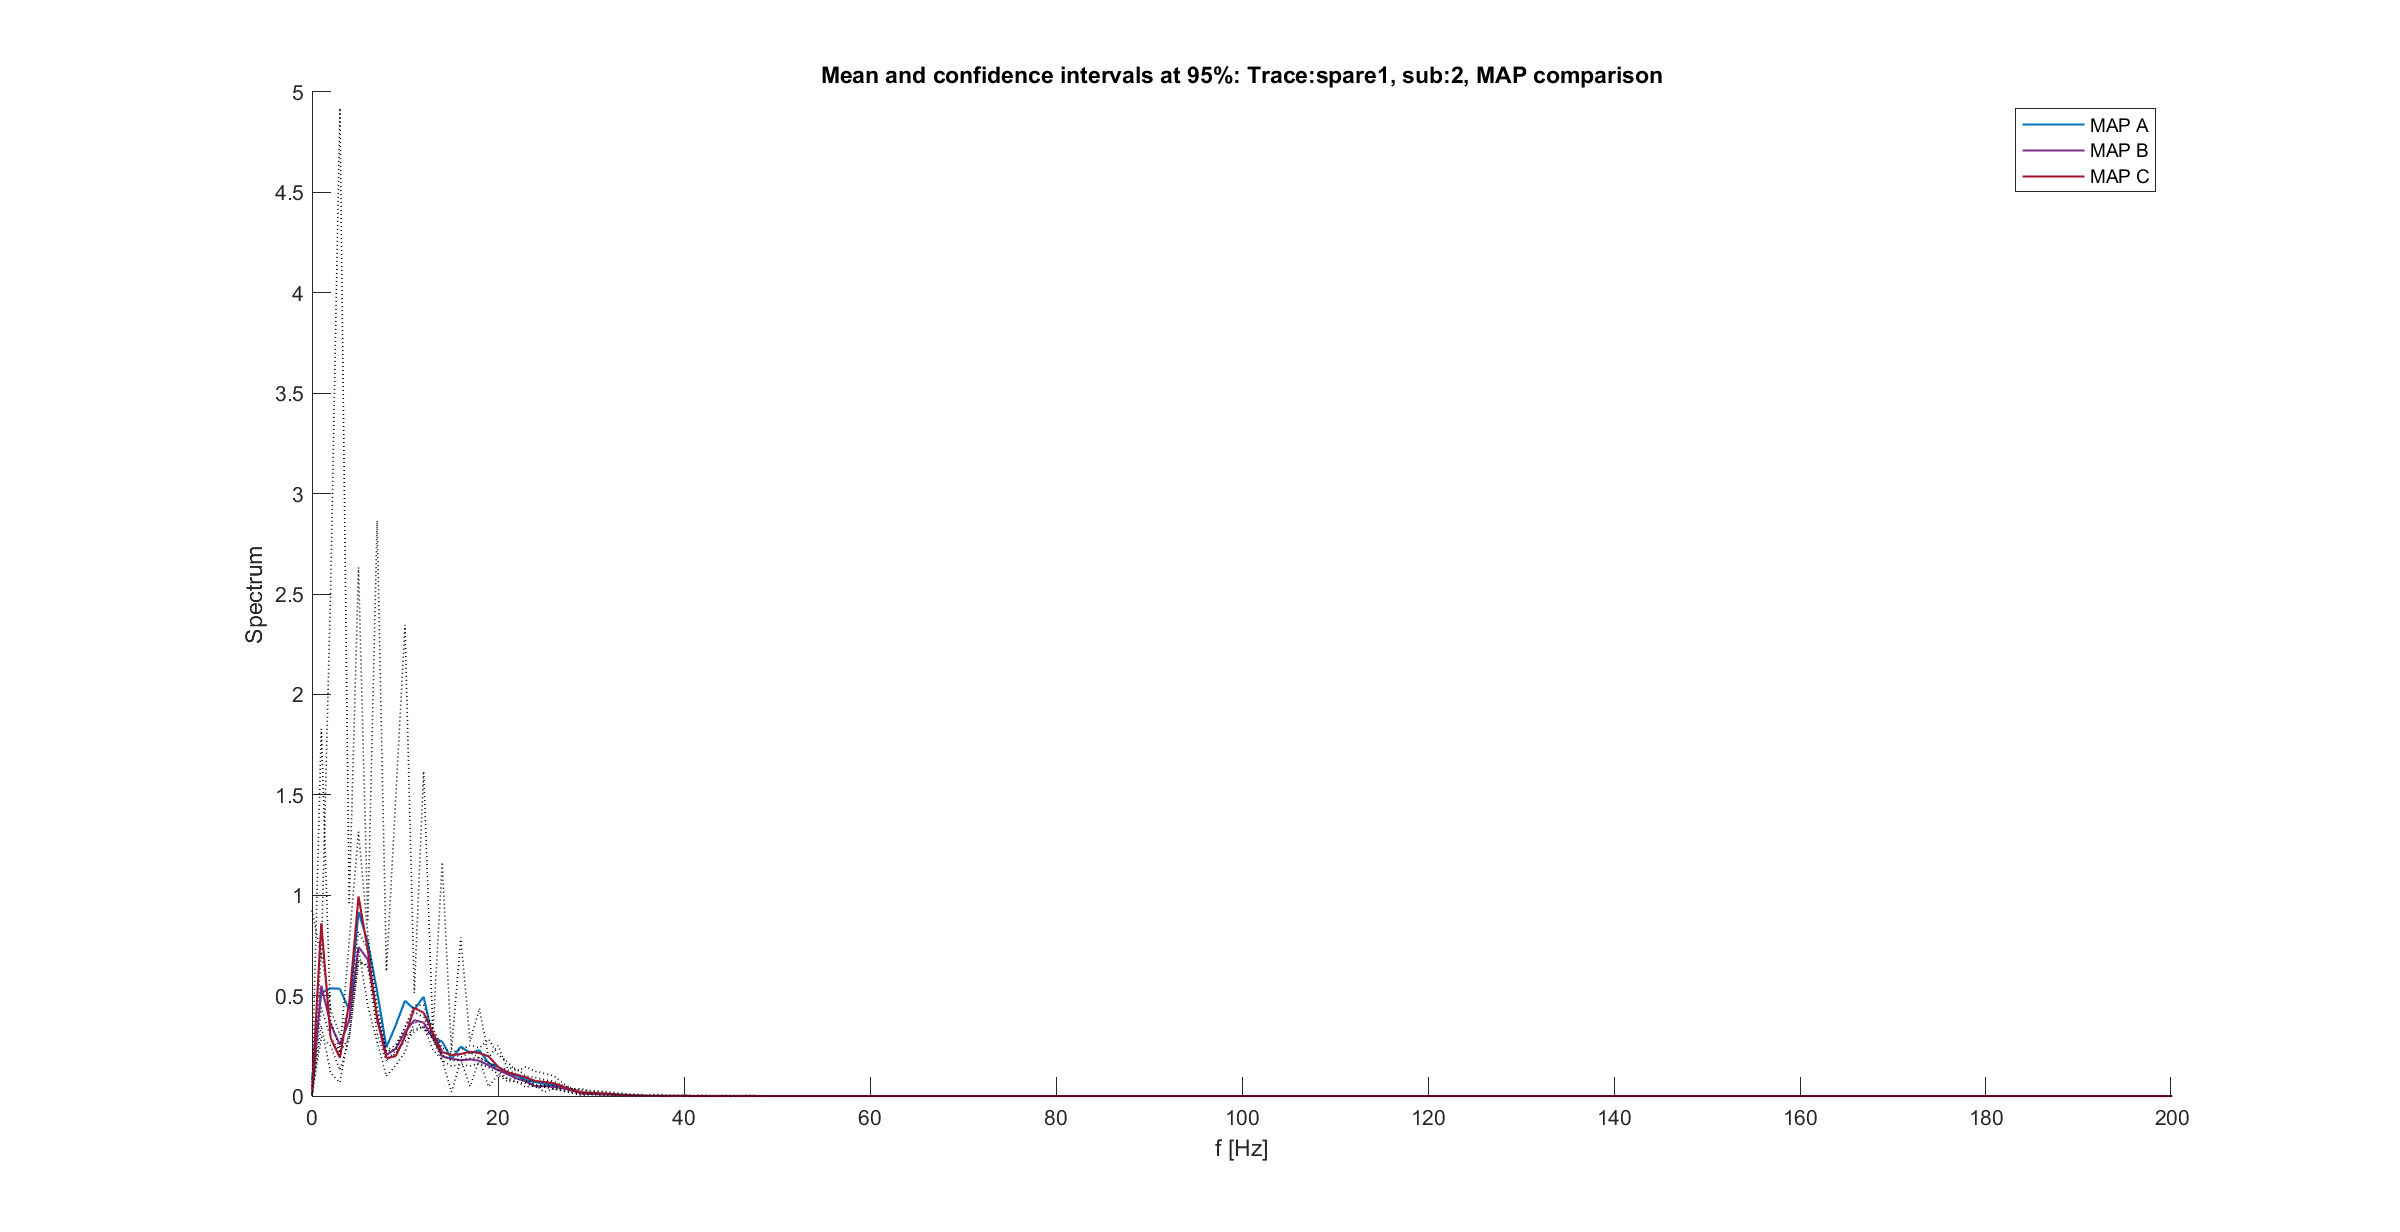 Mean and confidence intervals at 95%: Trace:spare1, sub:2, MAP comparison
5
4.5
4
3.5
3
2.5
2
1.5
1
0.5
0
Spectrum
MAP A
MAP B
MAP C
0 20 40 60 80 100 120 140 160 180 200
f [Hz]